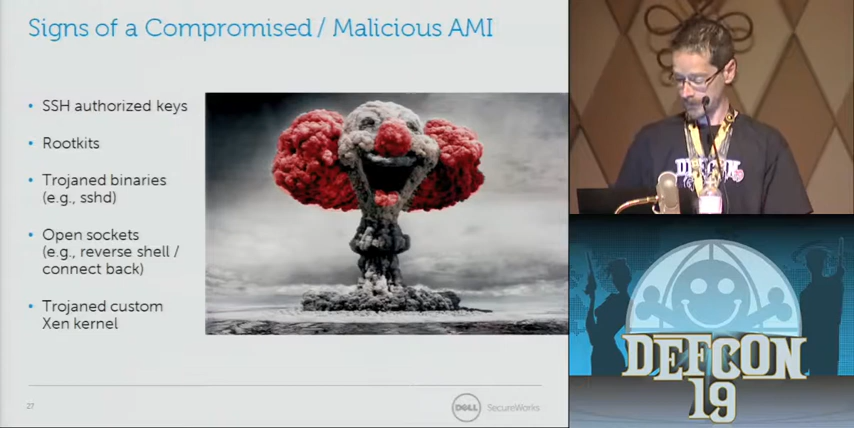 Signs of a Compromised / Malicious AMI
• SSH authorized keys
• Rootkits
• Trojaned binaries
(e.g., sshd)
• Open sockets
(e.g., reverse shell /
connect back)
• Trojaned custom
Xen kernel
27
DELL
SecureWorks
DEFCON
DEFCON
19